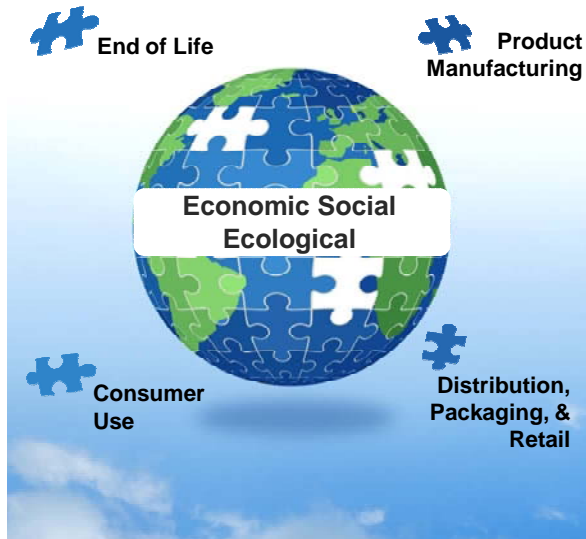 End of Life
Product
Manufacturing
Economic Social
Ecological
Consumer
Use
Distribution,
Packaging, &
Retail